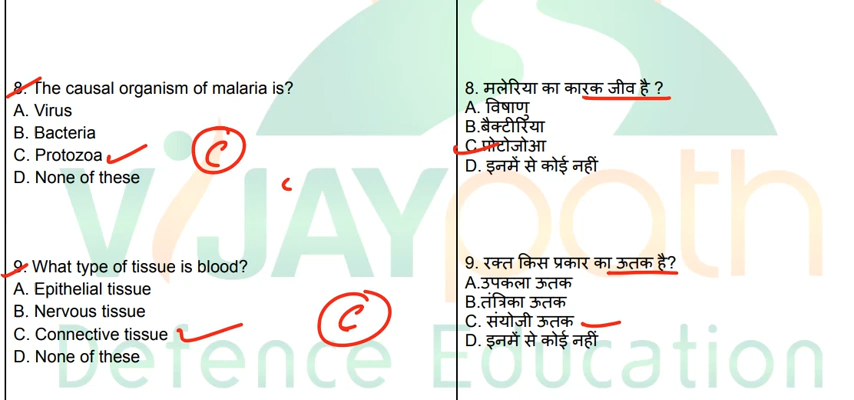 8. The causal organism of malaria is?
A. Virus
B. Bacteria
C. Protozoa
D. None of these
C
c
9. What type of tissue is blood?
A. Epithelial tissue
B. Nervous tissue
C. Connective tissue
D. None of these
C
8. मलेरिया का कारक जीव है ?
A. विषाणु
B.बैक्टीरिया
C.प्रोटोजोआ
D. इनमें से कोई नहीं
9. रक्त किस प्रकार का ऊतक है?
A.उपकला ऊतक
B.तंत्रिका ऊतक
C. संयोजी ऊतक
D. इनमें से कोई नहीं
ViJAYpath
Defence Education